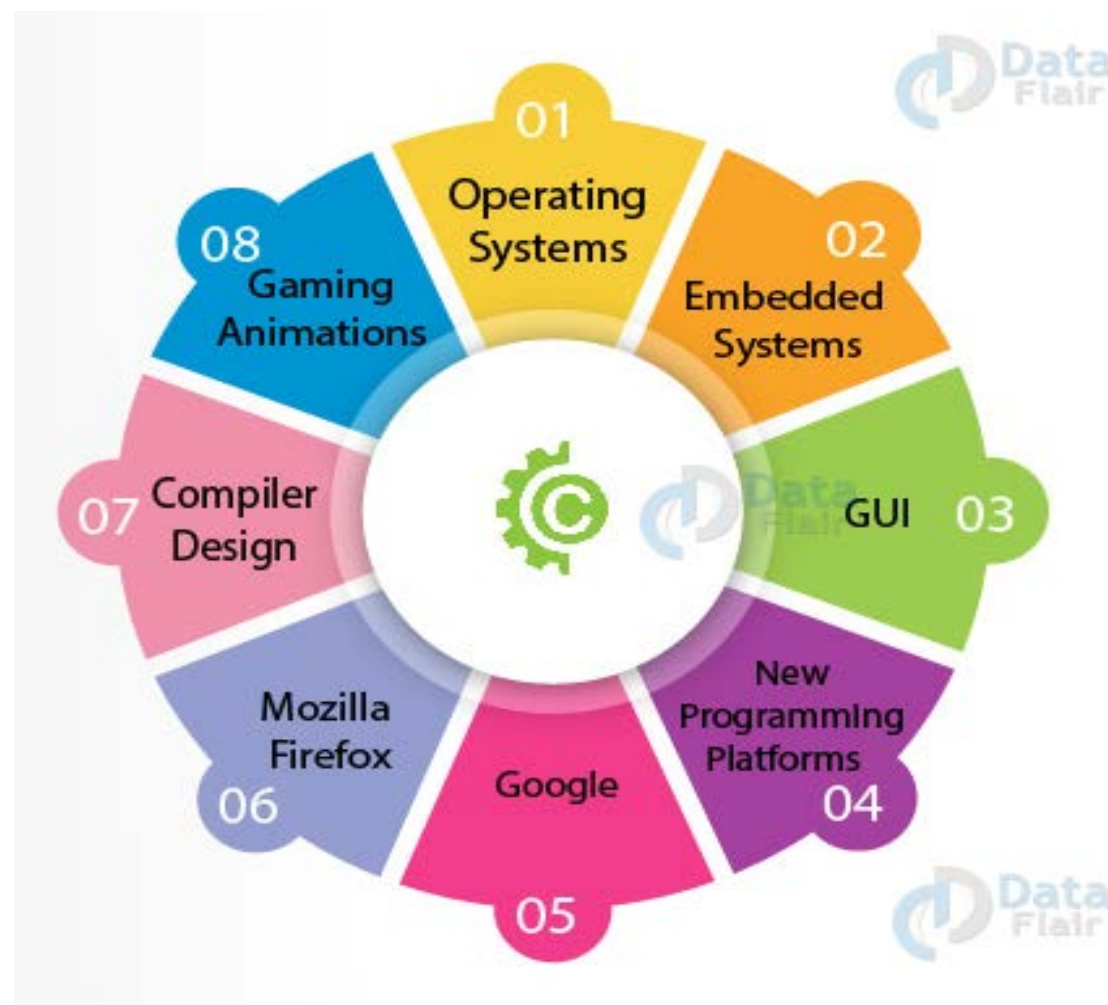 Data
Flair
01
Operating
Systems
02
Embedded
Systems
03
GUI
04
New
Programming
Platforms
05
Google
06
Mozilla
Firefox
07
Compiler
Design
08
Gaming
Animations
C
Data
Flair
Data
Flair